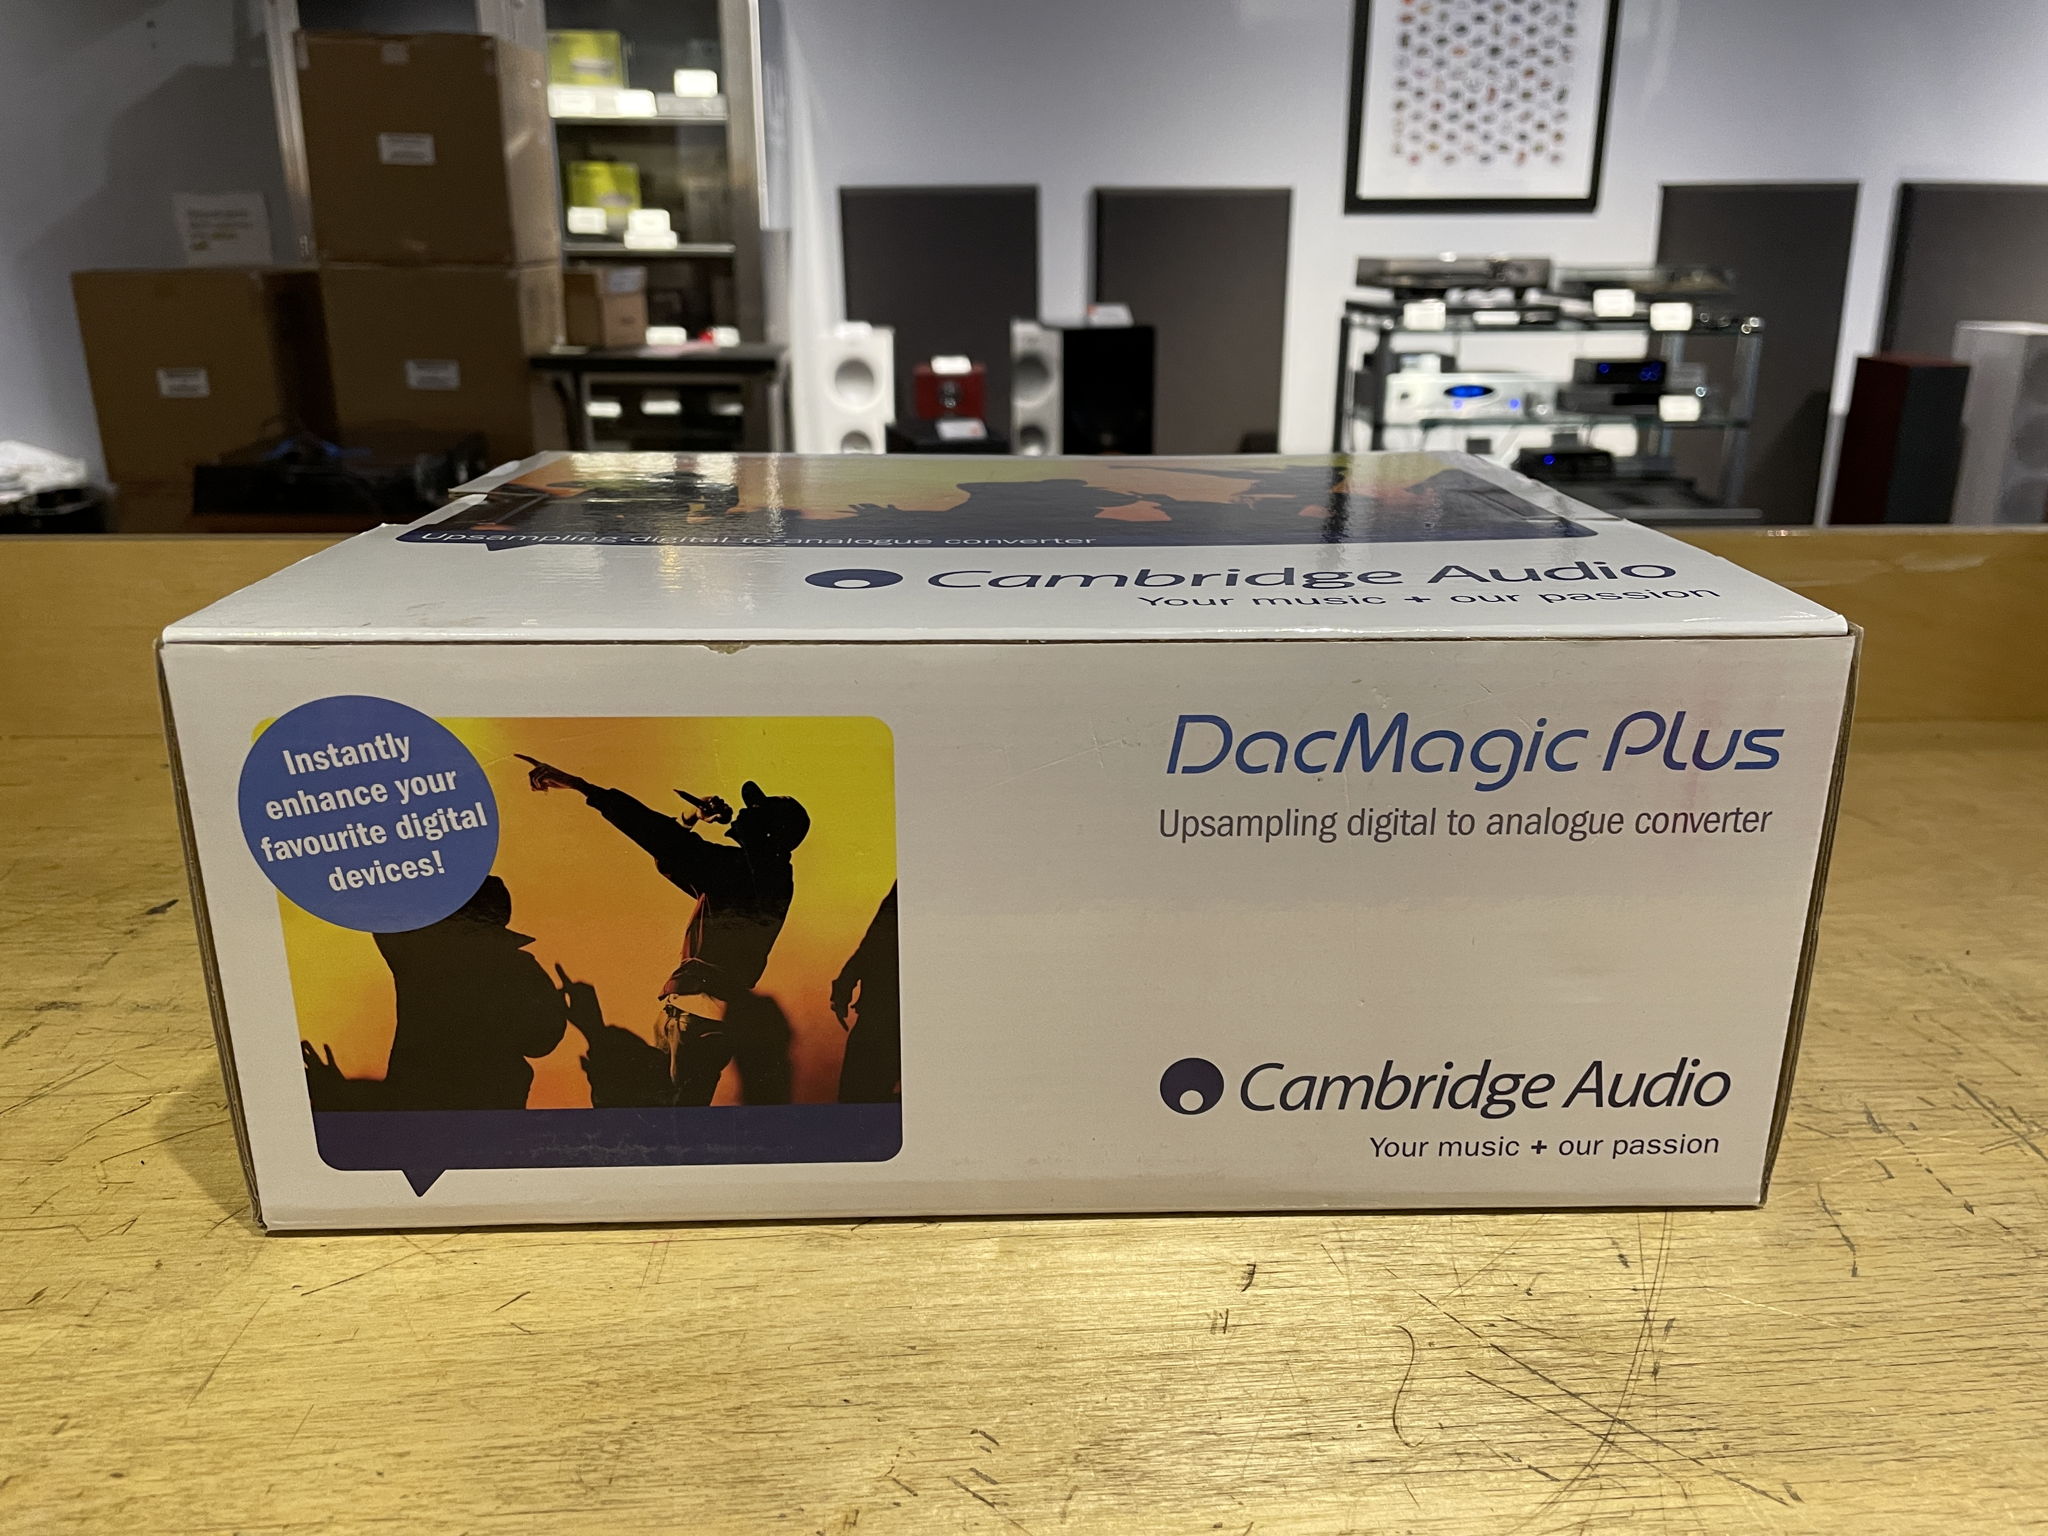 Upsampling digital to analogue converter
Cambridge Audio
Your music + our passion
Instantly
enhance your
favourite digital
devices!
DacMagic Plus
Upsampling digital to analogue converter
Cambridge Audio
Your music + our passion